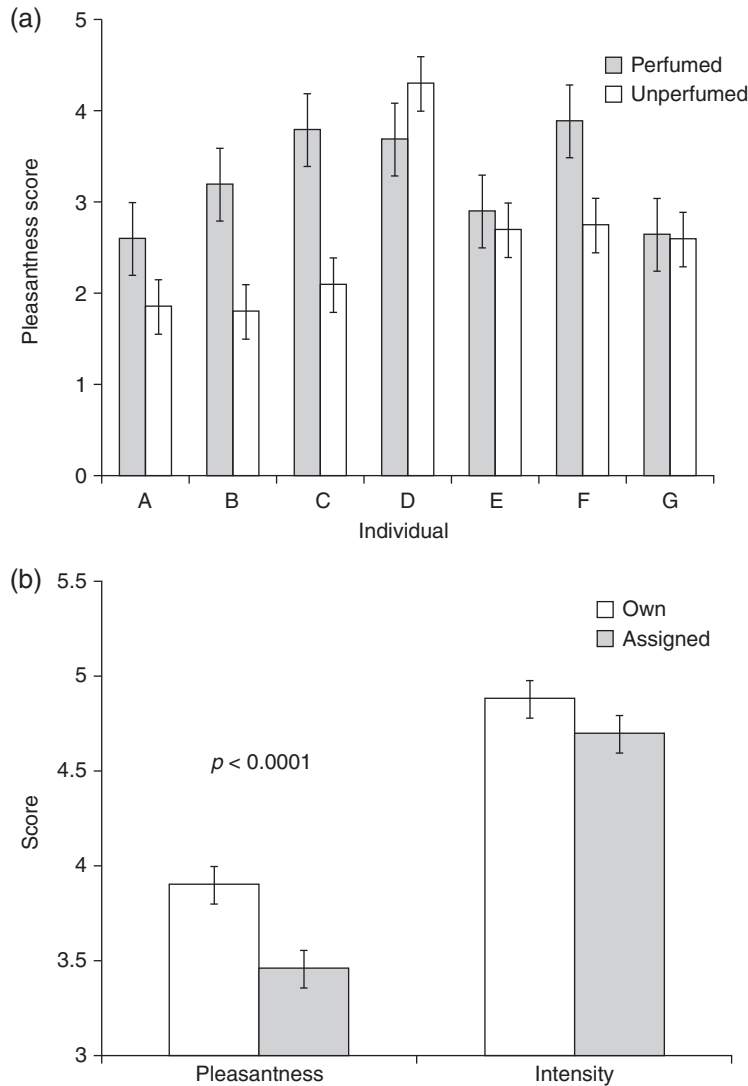 (a)
5
4
3
2
1
0
Pleasantness score
Perfumed
Unperfumed
A B C D E F G
Individual
(b)
5.5
5
4.5
4
3.5
3
Score
Own
Assigned
p < 0.0001
Pleasantness Intensity